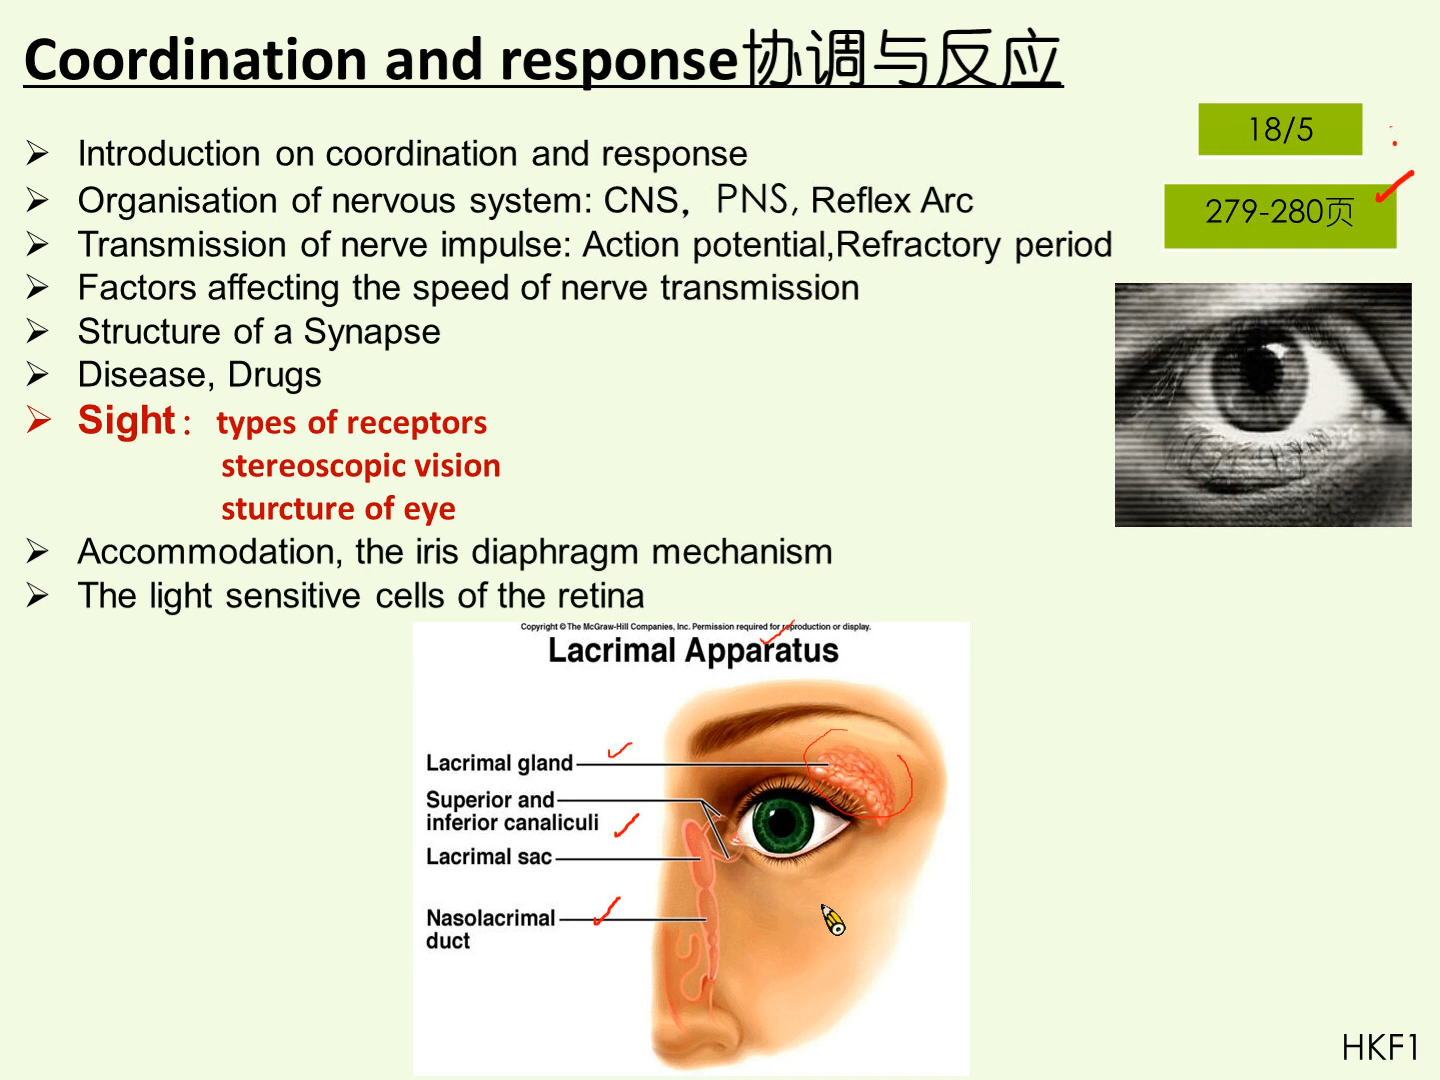 Coordination and response协调与反应
18/5
279-280页
Introduction on coordination and response
Organisation of nervous system: CNS， PNS, Reflex Arc
Transmission of nerve impulse: Action potential,Refractory period
Factors affecting the speed of nerve transmission
Structure of a Synapse
Disease, Drugs
Sight： types of receptors
stereoscopic vision
sturcture of eye
Accommodation, the iris diaphragm mechanism
The light sensitive cells of the retina
Copyright © The McGraw-Hill Companies, Inc. Permission required for reproduction or display.
Lacrimal Apparatus
Lacrimal gland
Superior and
inferior canaliculi
Lacrimal sac
Nasolacrimal
duct
HKF1